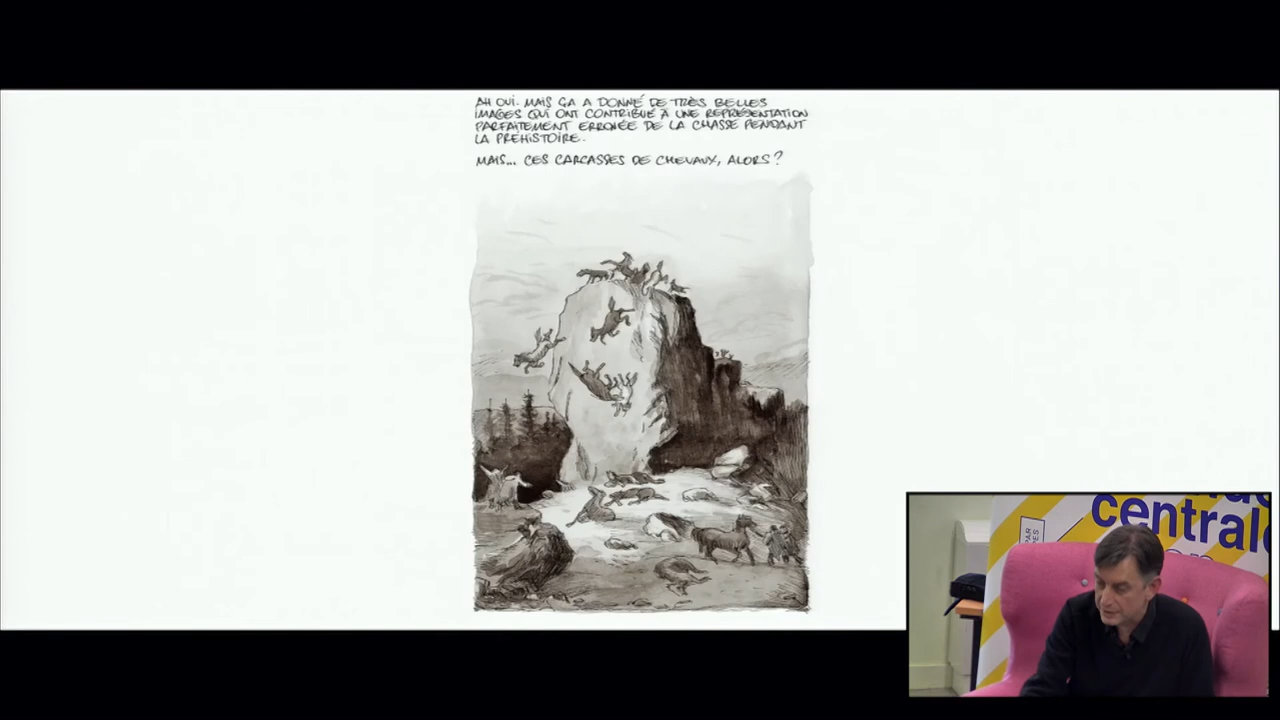 AH OUI. MAIS ÇA A DONNÉ DE TRÈS BELLES
IMAGES QUI ONT CONTRIBUÉ À UNE REPRÉSENTATION
PARFAITEMENT ERRONÉE DE LA CHASSE PENDANT
LA PRÉHISTOIRE.
MAIS... CES CARCASSES DE CHEVAUX, ALORS ?
centrale